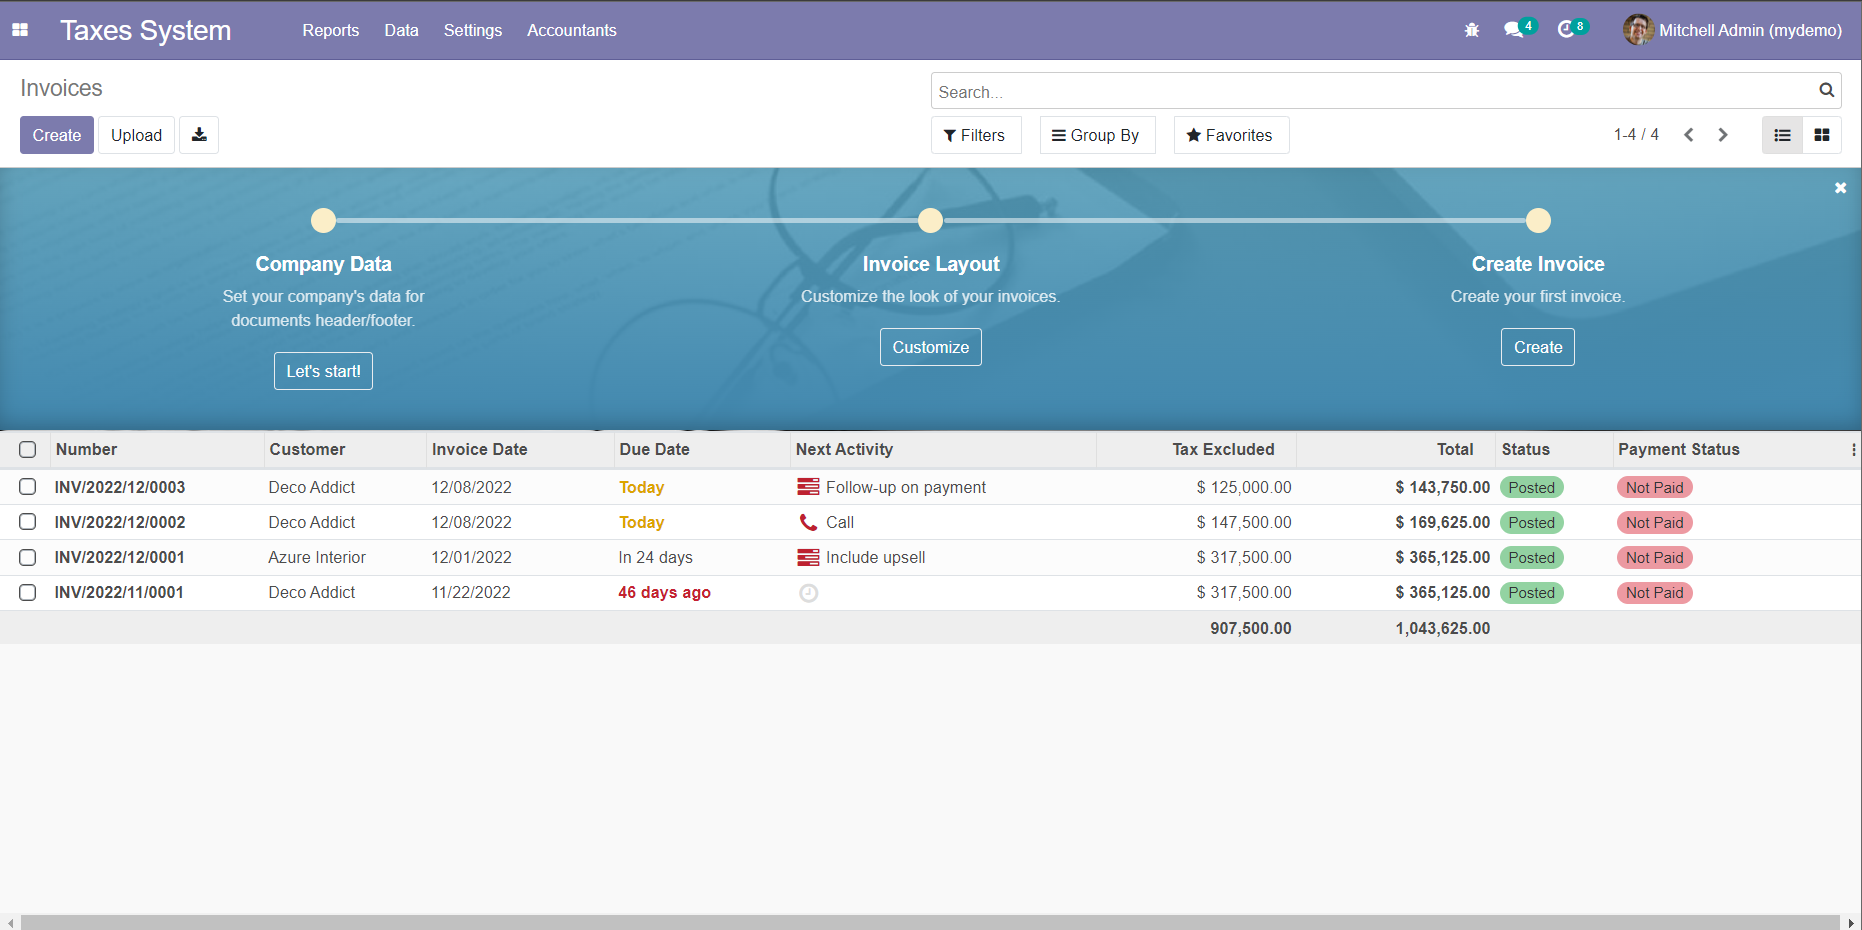 Taxes System Reports Data Settings Accountants 4 8 Mitchell Admin (mydemo)
Invoices
Search...
Create Upload Filters Group By Favorites 1-4 / 4
Company Data
Set your company's data for
documents header/footer.
Let's start!
Invoice Layout
Customize the look of your invoices.
Customize
Create Invoice
Create your first invoice.
Create
Number Customer Invoice Date Due Date Next Activity Tax Excluded Total Status Payment Status
INV/2022/12/0003 Deco Addict 12/08/2022 Today Follow-up on payment $ 125,000.00 $ 143,750.00 Posted Not Paid
INV/2022/12/0002 Deco Addict 12/08/2022 Today Call $ 147,500.00 $ 169,625.00 Posted Not Paid
INV/2022/12/0001 Azure Interior 12/01/2022 In 24 days Include upsell $ 317,500.00 $ 365,125.00 Posted Not Paid
INV/2022/11/0001 Deco Addict 11/22/2022 46 days ago $ 317,500.00 $ 365,125.00 Posted Not Paid
907,500.00 1,043,625.00